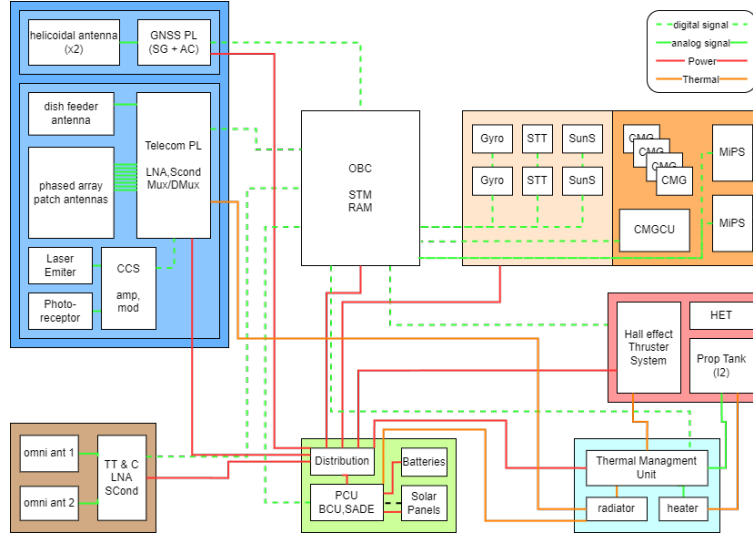 helicoidal antenna
(x2)
GNSS PL
(SG + AC)
dish feeder
antenna
Telecom PL
LNA,Scond
Mux/DMux
phased array
patch antennas
Laser
Emiter
CCS
amp,
mod
Photo-
receptor
OBC
STM
RAM
Gyro
STT
SunS
Gyro
STT
SunS
CMG
CMG
CMG
CMG
MiPS
CMGCU
MiPS
digital signal
analog signal
Power
Thermal
Hall effect
Thruster
System
HET
Prop Tank
(I2)
omni ant 1
TT & C
LNA
SCond
omni ant 2
Distribution
Batteries
PCU
BCU,SADE
Solar
Panels
Thermal Managment
Unit
radiator
heater